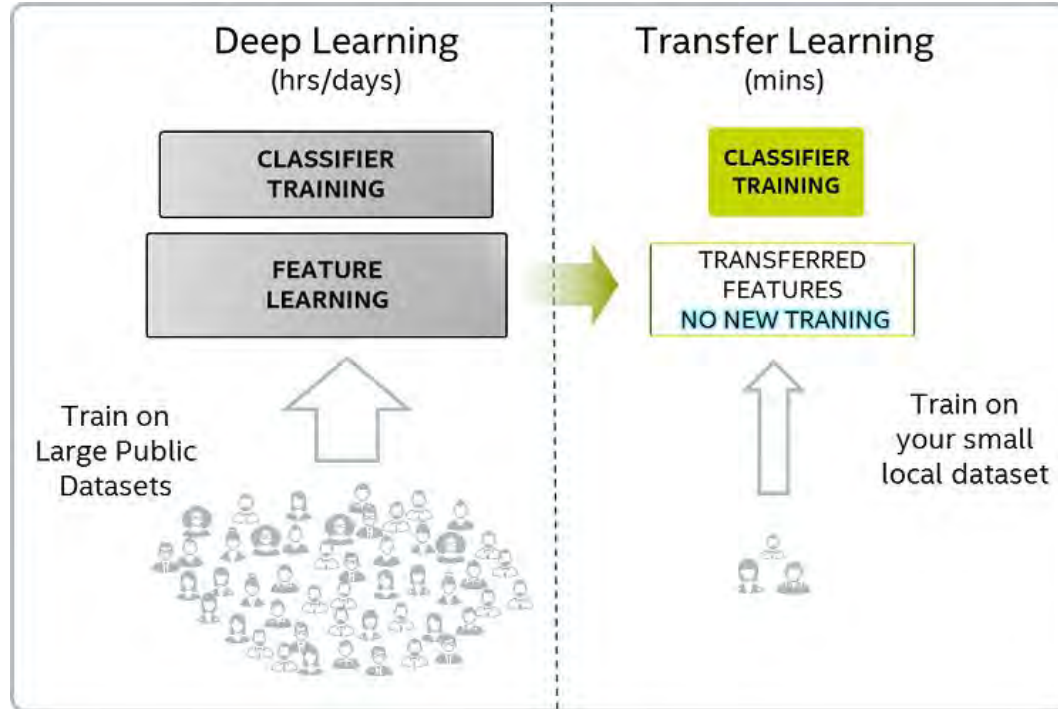 Deep Learning
(hrs/days)
CLASSIFIER
TRAINING
FEATURE
LEARNING
Train on
Large Public
Datasets
Transfer Learning
(mins)
CLASSIFIER
TRAINING
TRANSFERRED
FEATURES
NO NEW TRANING
Train on
your small
local dataset